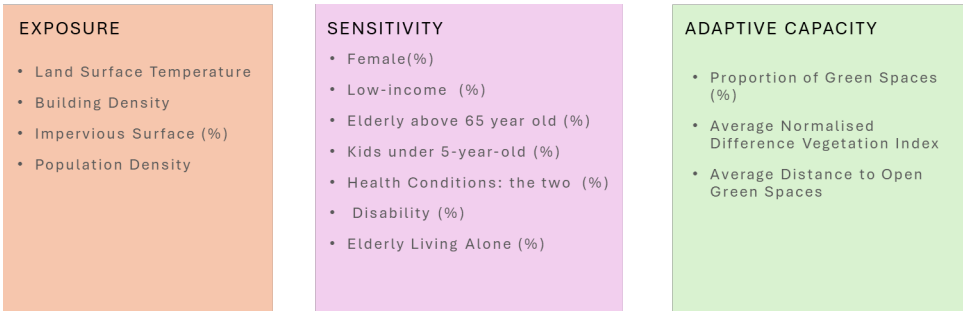 EXPOSURE
• Land Surface Temperature
• Building Density
• Impervious Surface (%)
• Population Density
SENSITIVITY
• Female(%)
• Low-income (%)
• Elderly above 65 year old (%)
• Kids under 5-year-old (%)
• Health Conditions: the two (%)
• Disability (%)
• Elderly Living Alone (%)
ADAPTIVE CAPACITY
• Proportion of Green Spaces
(%)
• Average Normalised
Difference Vegetation Index
• Average Distance to Open
Green Spaces